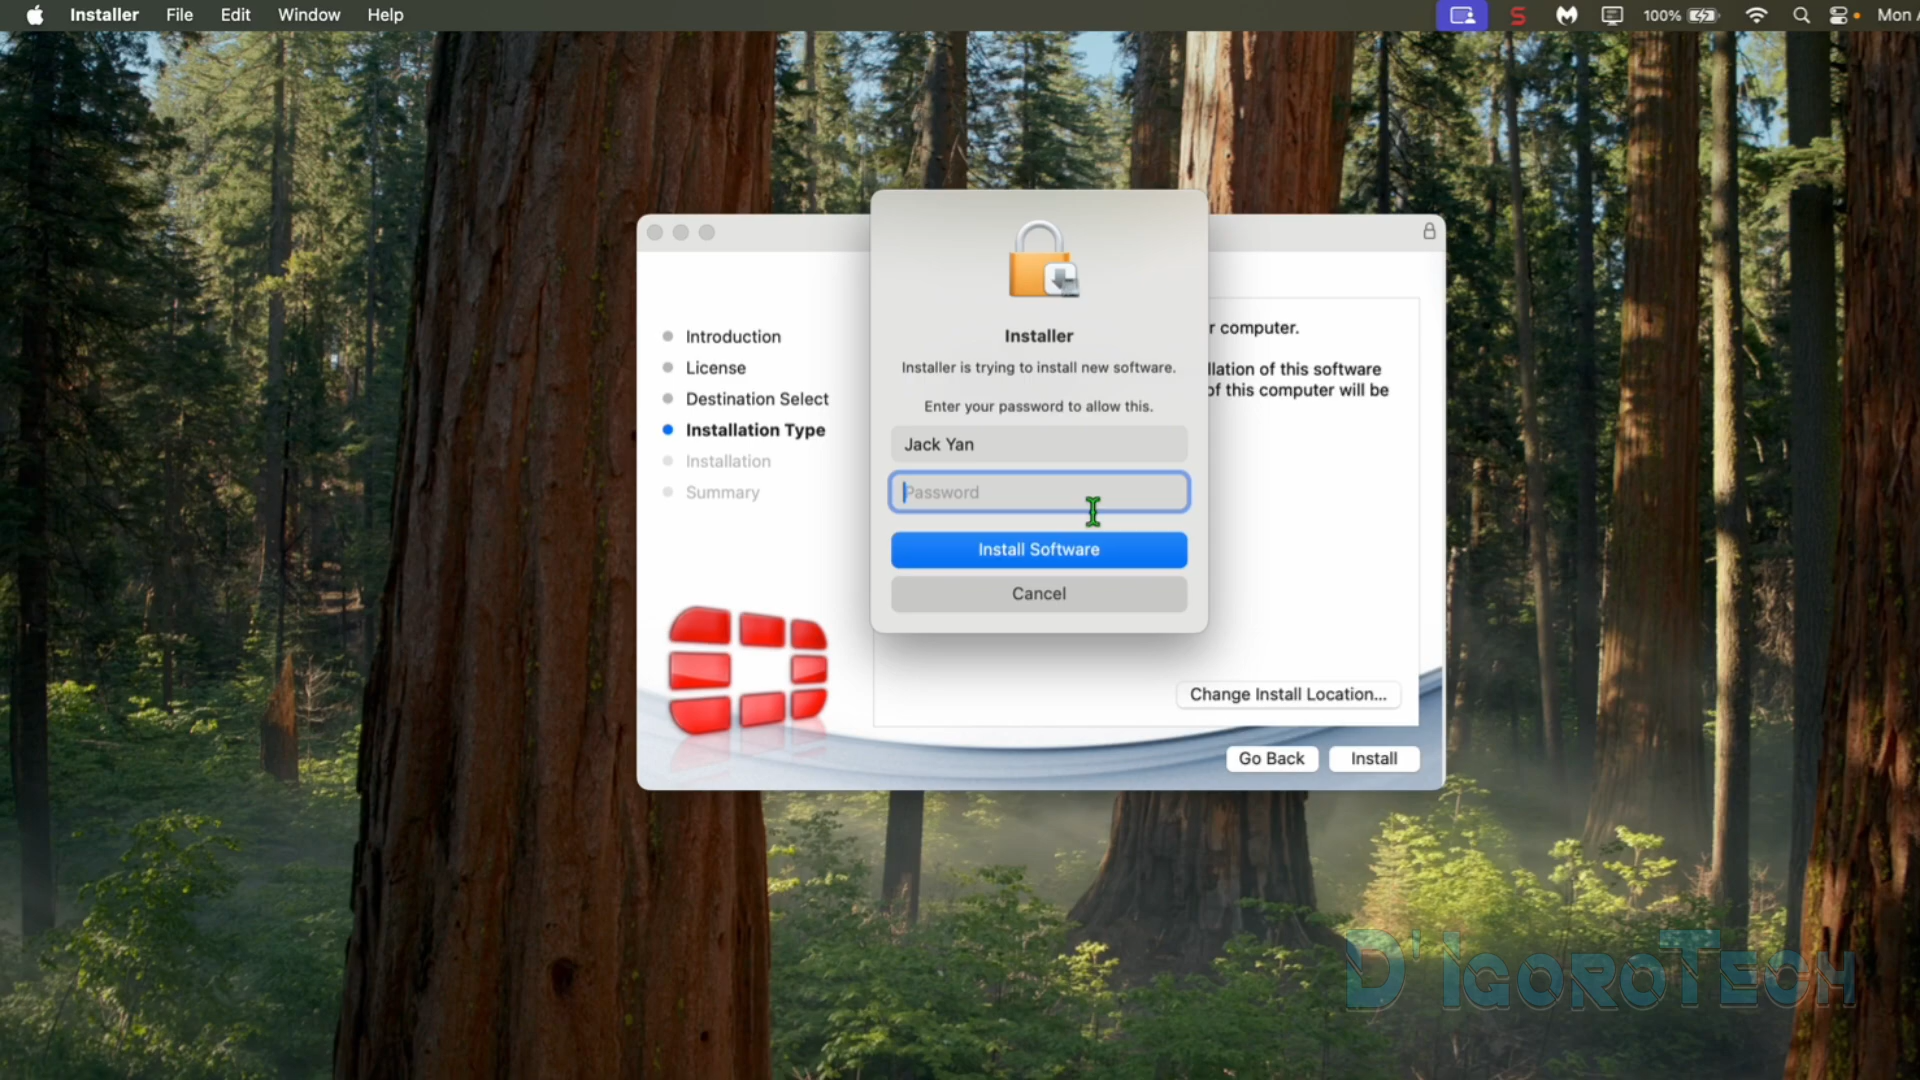 Installer File Edit Window Help 100% Mon
Introduction
License
Destination Select
Installation Type
Installation
Summary
Installer
Installer is trying to install new software.
Enter your password to allow this.
Jack Yan
Password
Install Software
Cancel
computer.
of this software
of this computer will be
Change Install Location...
Go Back Install
D'IGOROTECH